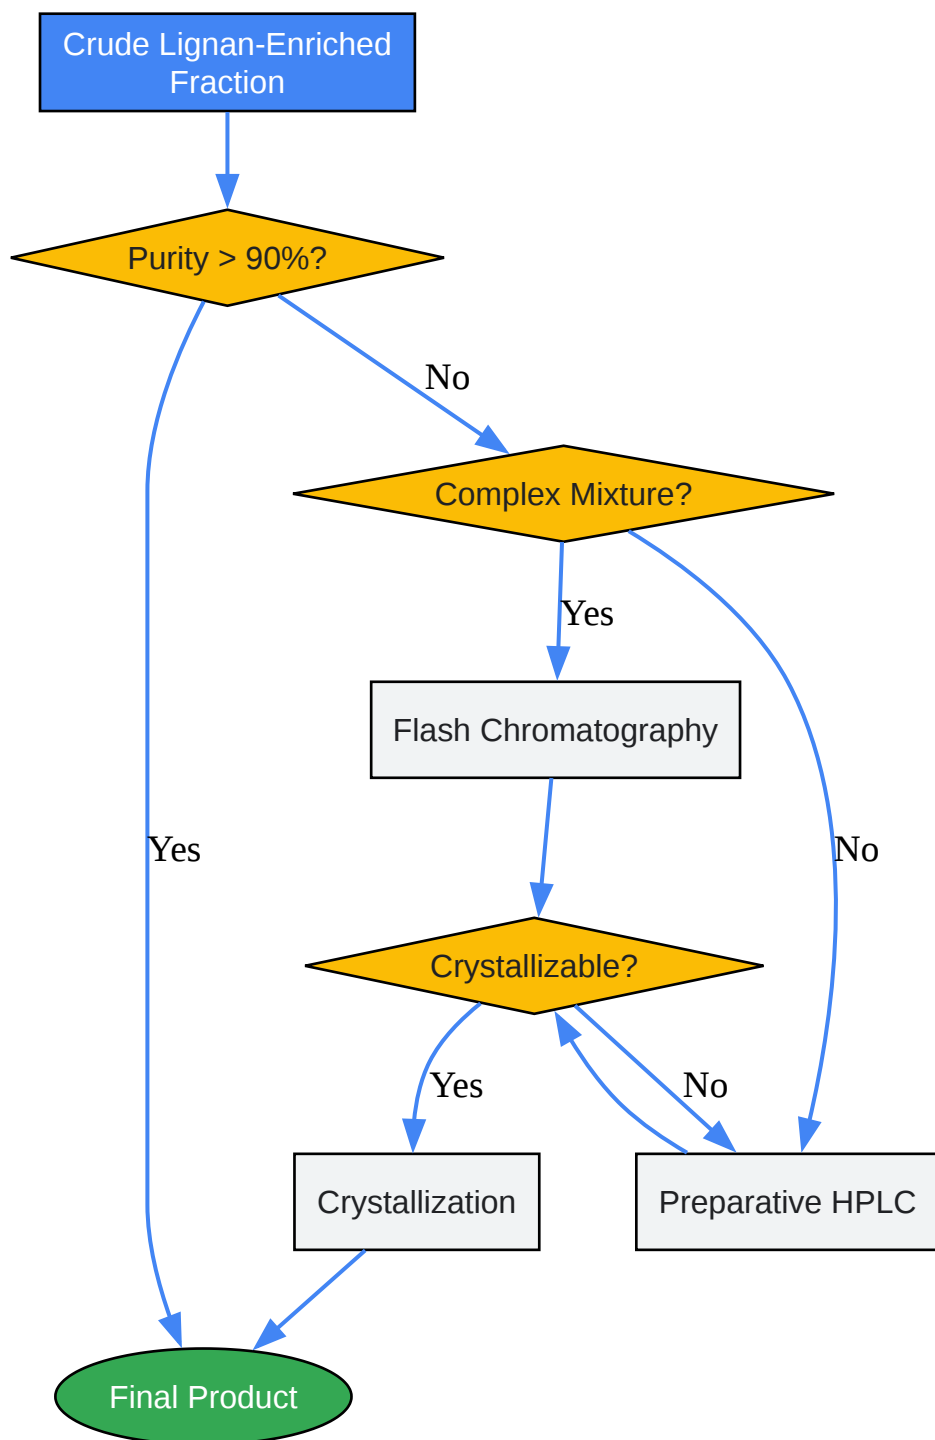 Crude Lignan-Enriched
Fraction
Purity > 90%?
No
Complex Mixture?
Yes
Flash Chromatography
Yes
No
Crystallizable?
Yes
No
Crystallization
Preparative HPLC
Final Product